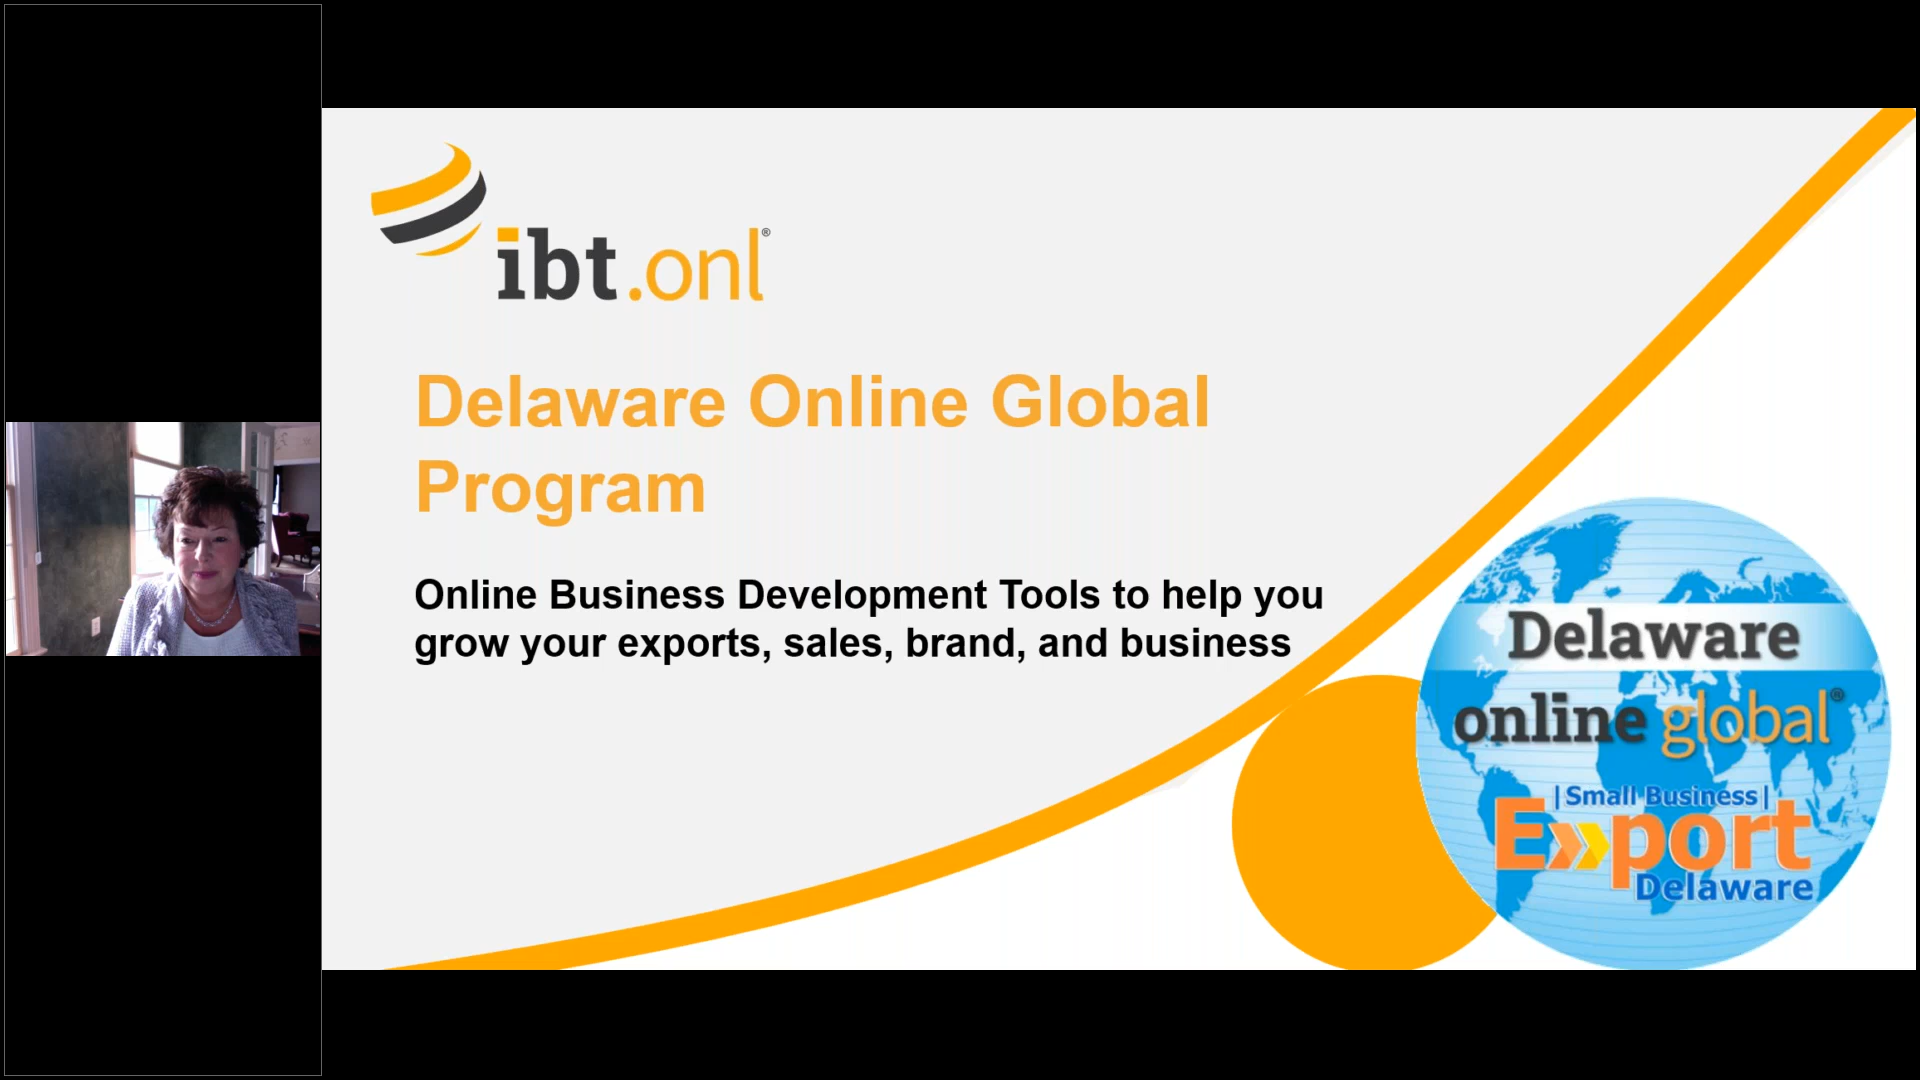 ibt.onl®
Delaware Online Global
Program
Online Business Development Tools to help you
grow your exports, sales, brand, and business
Delaware
online global®
|Small Business|
Export
Delaware